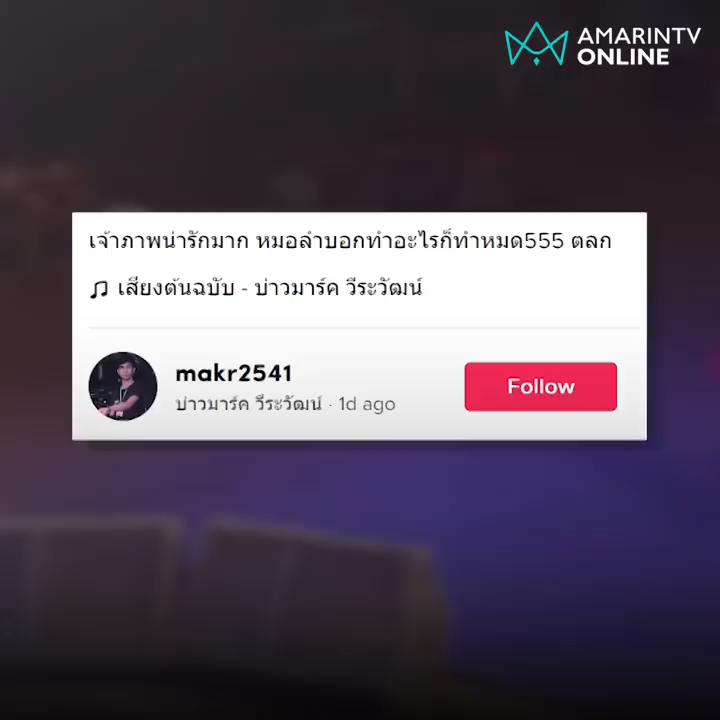 AMARINTV
ONLINE
เจ้าภาพน่ารักมาก หมอลำบอกทำอะไรก็ทำหมด555 ตลก
เสียงต้นฉบับ - บ่าวมาร์ค วีระวัฒน์
makr2541
บ่าวมาร์ค วีระวัฒน์ · 1d ago
Follow